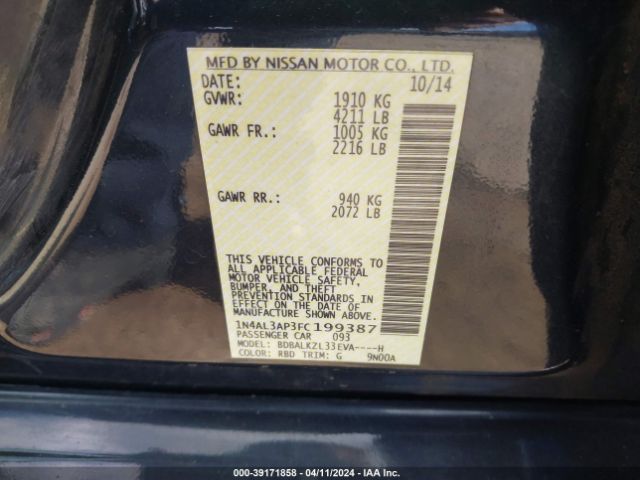 MFD BY NISSAN MOTOR CO., LTD.
DATE: 10/14
GVWR: 1910 KG
4211 LB
GAWR FR.: 1005 KG
2216 LB
GAWR RR.: 940 KG
2072 LB
THIS VEHICLE CONFORMS TO
ALL APPLICABLE FEDERAL
MOTOR VEHICLE SAFETY,
BUMPER, AND THEFT
PREVENTION STANDARDS IN
EFFECT ON THE DATE OF
MANUFACTURE SHOWN ABOVE.
1N4AL3AP3FC199387
PASSENGER CAR 093
MODEL: BDBALKZL33EVA----H
COLOR: RBD TRIM: G 9N00A
000-39171858 - 04/11/2024 - IAA Inc.